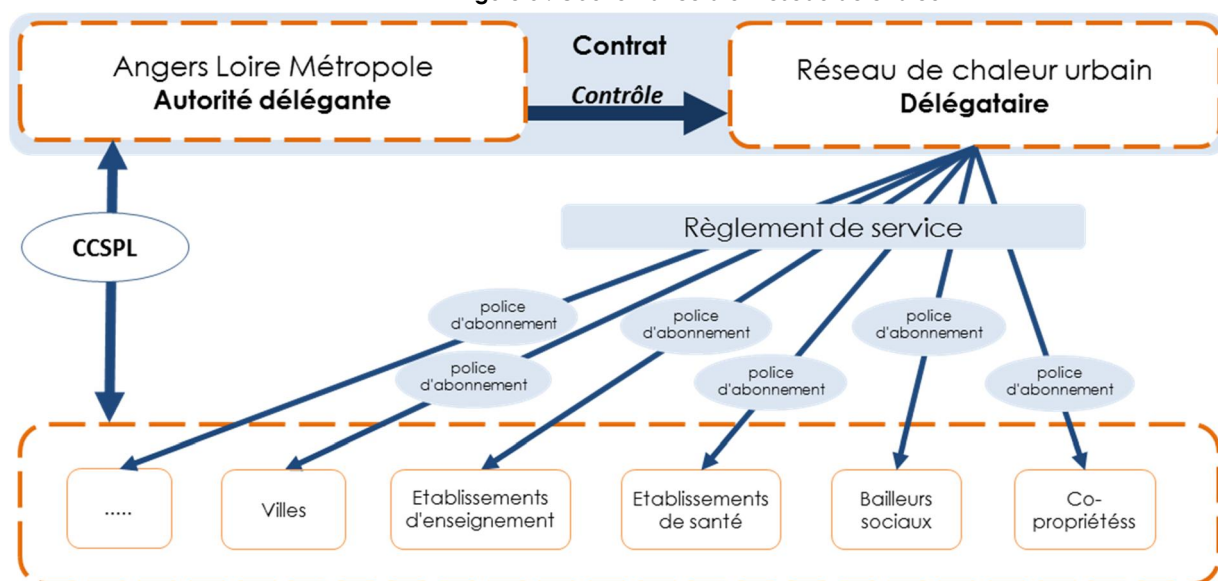 Contrat
Angers Loire Métropole
Autorité délégante
Contrôle
Réseau de chaleur urbain
Délégataire
CCSPL
Règlement de service
police
d'abonnement
police
d'abonnement
police
d'abonnement
police
d'abonnement
police
d'abonnement
police
d'abonnement
.....
Villes
Etablissements
d'enseignement
Etablissements
de santé
Bailleurs
sociaux
Co-
propriétéss